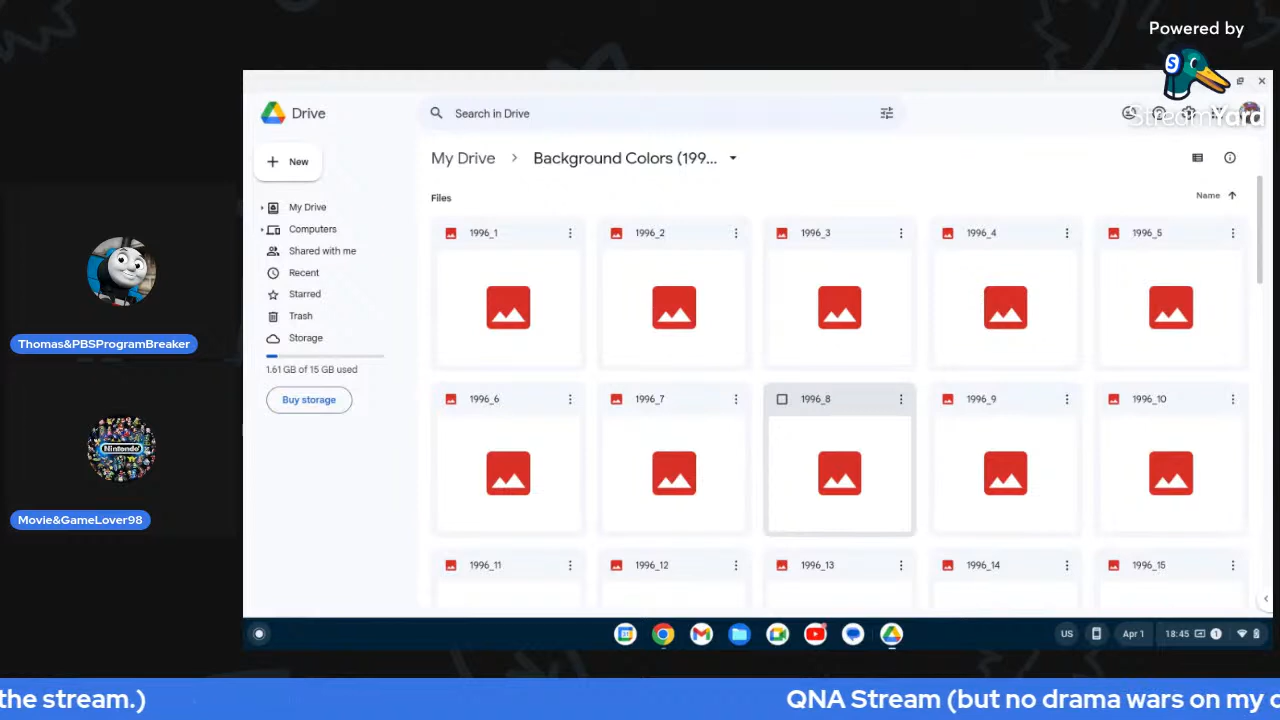 Powered by
StreamYard
Drive
Search in Drive
New
My Drive
Background Colors (199...
Files
Name
My Drive
Computers
Shared with me
Recent
Starred
Trash
Storage
1.61 GB of 15 GB used
Buy storage
1996_1
1996_2
1996_3
1996_4
1996_5
1996_6
1996_7
1996_8
1996_9
1996_10
1996_11
1996_12
1996_13
1996_14
1996_15
Thomas&PBSProgramBreaker
Nintendo
Movie&GameLover98
US
Apr 1
18:45
1
the stream.)
QNA Stream (but no drama wars on my